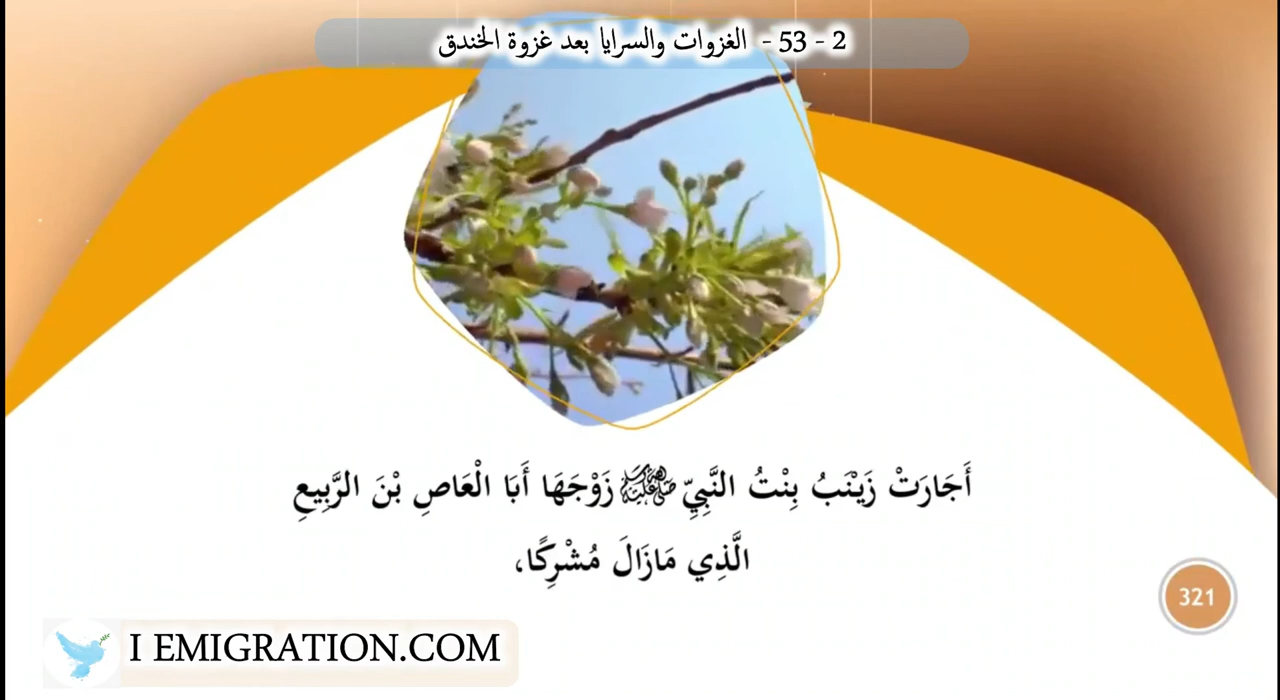 2 - 53 - الغزوات والسرايا بعد غزوة الخندق
أَجَارَتْ زَيْنَبُ بِنْتُ النَّبِيِّ ﷺ زَوْجَهَا أَبَا الْعَاصِ بْنَ الرَّبِيعِ
الَّذِي مَازَالَ مُشْرِكًا،
321
I EMIGRATION.COM